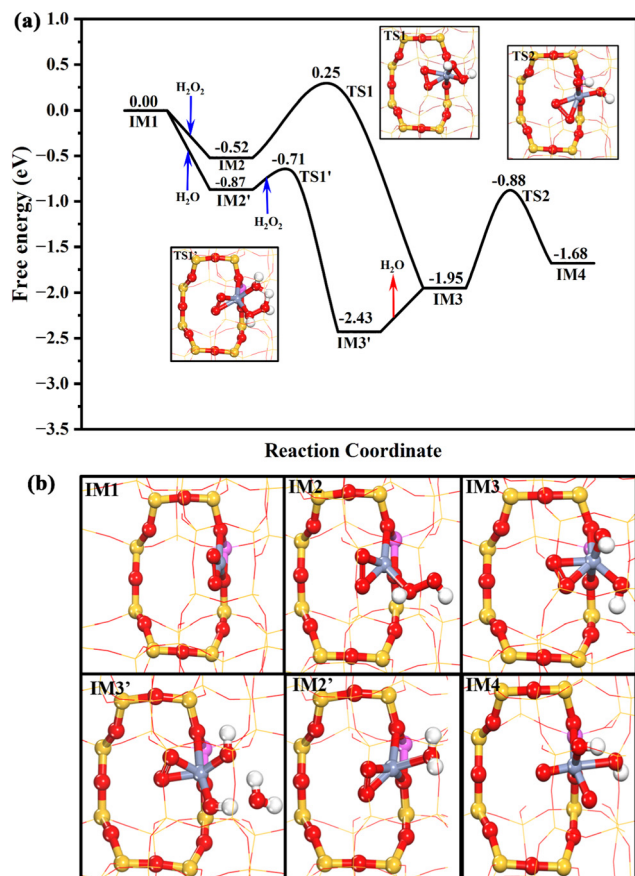 (a)
1.0
0.5
0.0
−0.5
−1.0
−1.5
−2.0
−2.5
−3.0
−3.5
Free energy (eV)
Reaction Coordinate
0.00
IM1
H2O2
−0.52
IM2
H2O
−0.87
IM2'
0.25
TS1
−0.71
TS1'
H2O2
−2.43
IM3'
H2O
−1.95
IM3
−0.88
TS2
−1.68
IM4
TS1
TS2
TS1'
(b)
IM1
IM2
IM3
IM3’
IM2’
IM4